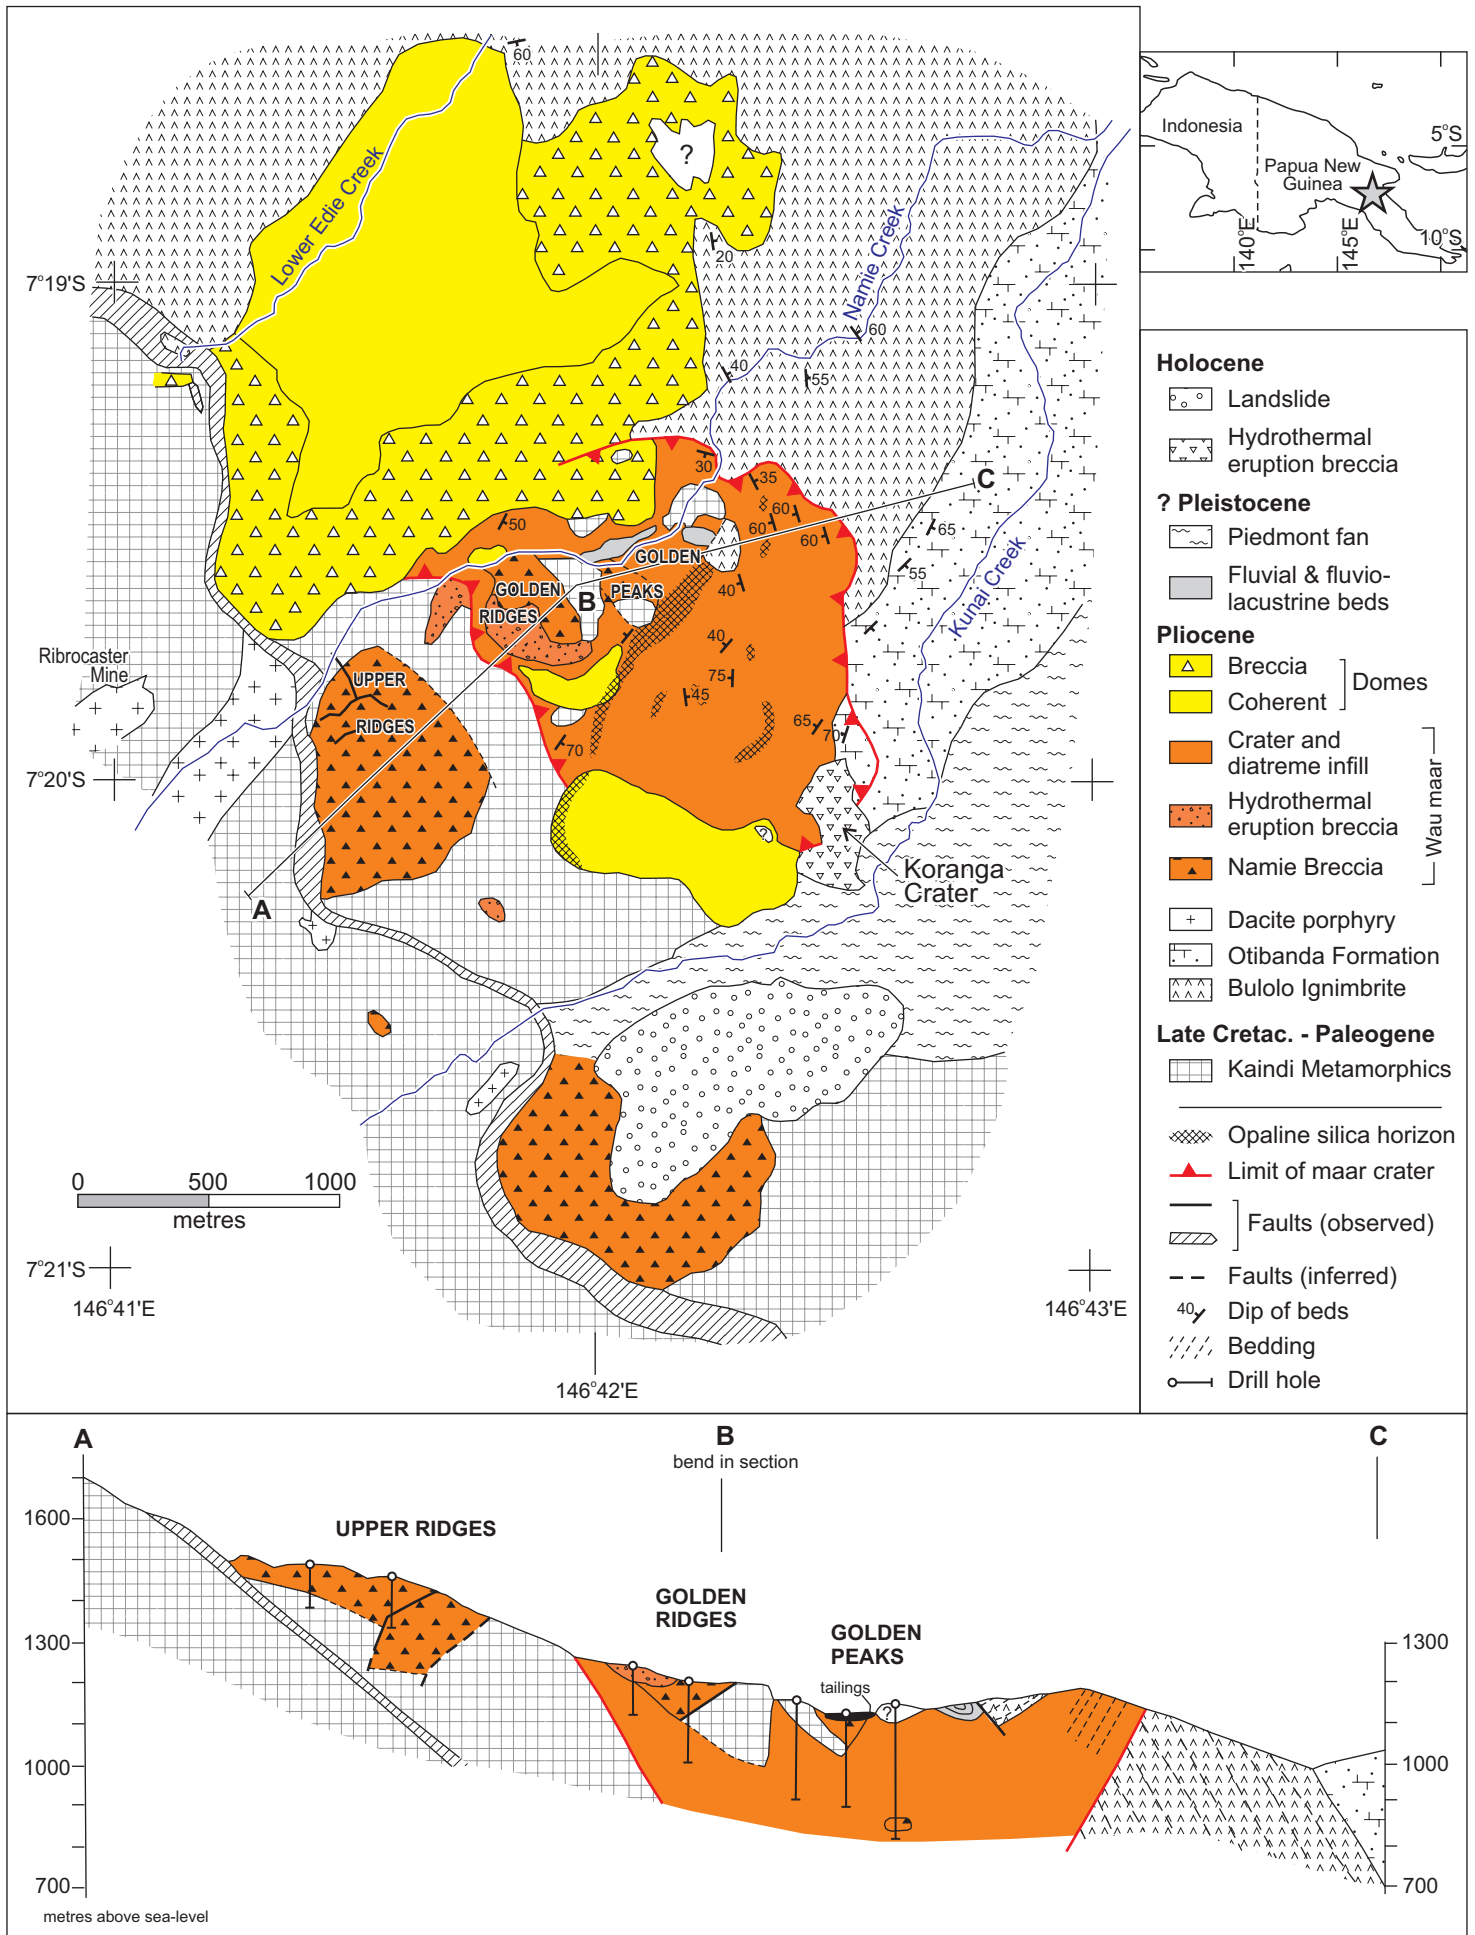 60
Lower Edie Creek
?
20
Namie Creek
7°19'S
60
40
55
30
35
C
60
60
60
65
50
GOLDEN
55
GOLDEN
PEAKS
40
B
RIDGES
Kunai Creek
40
Ribrocaster
Mine
UPPER
75
45
RIDGES
65
70
70
7°20'S
?
Koranga
Crater
A
0 500 1000
metres
7°21'S
146°41'E
146°43'E
146°42'E
Indonesia
5°S
Papua New
Guinea
10°S
140°E
145°E
Holocene
Landslide
Hydrothermal
eruption breccia
? Pleistocene
Piedmont fan
Fluvial & fluvio-
lacustrine beds
Pliocene
Breccia
Domes
Coherent
Crater and
diatreme infill
Hydrothermal
eruption breccia
Wau maar
Namie Breccia
Dacite porphyry
Otibanda Formation
Bulolo Ignimbrite
Late Cretac. - Paleogene
Kaindi Metamorphics
Opaline silica horizon
Limit of maar crater
Faults (observed)
Faults (inferred)
40
Dip of beds
Bedding
Drill hole
A
B
C
bend in section
1600
UPPER RIDGES
GOLDEN
RIDGES
GOLDEN
PEAKS
1300
1300
tailings
?
1000
1000
700
700
metres above sea-level